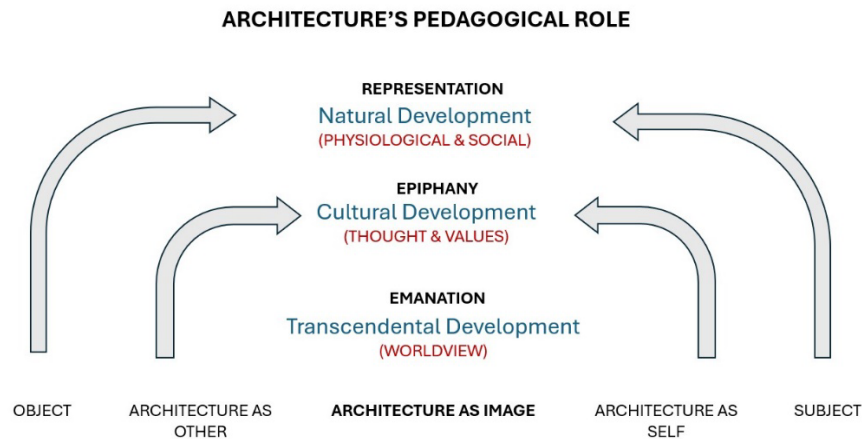 ARCHITECTURE'S PEDAGOGICAL ROLE
REPRESENTATION
Natural Development
(PHYSIOLOGICAL & SOCIAL)
EPIPHANY
Cultural Development
(THOUGHT & VALUES)
EMANATION
Transcendental Development
(WORLDVIEW)
OBJECT
ARCHITECTURE AS
OTHER
ARCHITECTURE AS IMAGE
ARCHITECTURE AS
SELF
SUBJECT